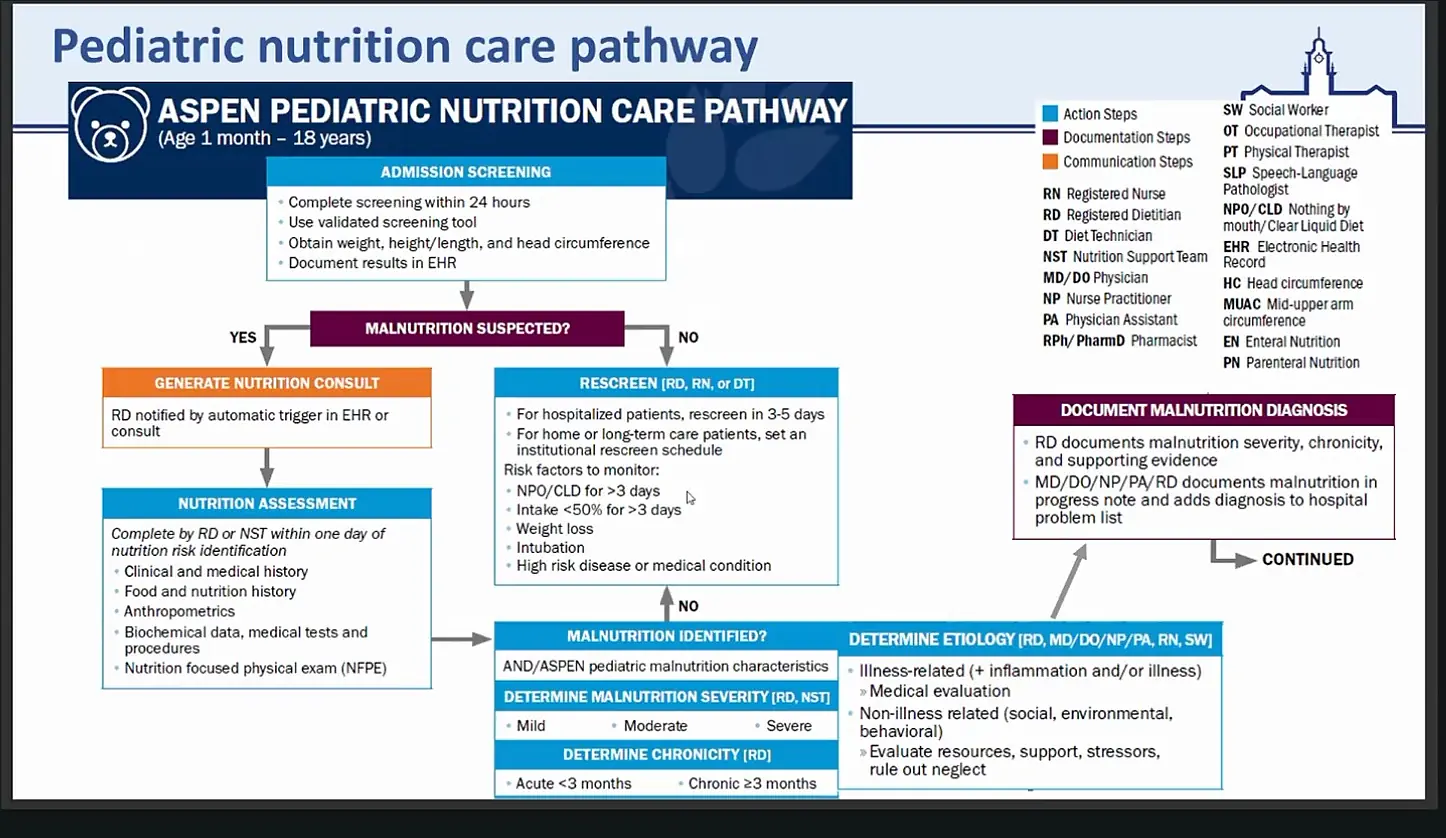 Pediatric nutrition care pathway
ASPEN PEDIATRIC NUTRITION CARE PATHWAY
(Age 1 month – 18 years)
ADMISSION SCREENING
• Complete screening within 24 hours
• Use validated screening tool
• Obtain weight, height/length, and head circumference
• Document results in EHR
MALNUTRITION SUSPECTED?
YES
NO
GENERATE NUTRITION CONSULT
RD notified by automatic trigger in EHR or
consult
NUTRITION ASSESSMENT
Complete by RD or NST within one day of
nutrition risk identification
• Clinical and medical history
• Food and nutrition history
• Anthropometrics
• Biochemical data, medical tests and
procedures
• Nutrition focused physical exam (NFPE)
RESCREEN [RD, RN, or DT]
• For hospitalized patients, rescreen in 3-5 days
• For home or long-term care patients, set an
institutional rescreen schedule
Risk factors to monitor:
• NPO/CLD for >3 days
• Intake <50% for >3 days
• Weight loss
• Intubation
• High risk disease or medical condition
NO
MALNUTRITION IDENTIFIED?
AND/ASPEN pediatric malnutrition characteristics
DETERMINE MALNUTRITION SEVERITY [RD, NST]
• Mild • Moderate • Severe
DETERMINE CHRONICITY [RD]
• Acute <3 months • Chronic ≥3 months
DETERMINE ETIOLOGY [RD, MD/DO/NP/PA, RN, SW]
• Illness-related (+ inflammation and/or illness)
» Medical evaluation
• Non-illness related (social, environmental,
behavioral)
» Evaluate resources, support, stressors,
rule out neglect
Action Steps
Documentation Steps
Communication Steps
RN Registered Nurse
RD Registered Dietitian
DT Diet Technician
NST Nutrition Support Team
MD/DO Physician
NP Nurse Practitioner
PA Physician Assistant
RPh/PharmD Pharmacist
SW Social Worker
OT Occupational Therapist
PT Physical Therapist
SLP Speech-Language
Pathologist
NPO/CLD Nothing by
mouth/Clear Liquid Diet
EHR Electronic Health
Record
HC Head circumference
MUAC Mid-upper arm
circumference
EN Enteral Nutrition
PN Parenteral Nutrition
DOCUMENT MALNUTRITION DIAGNOSIS
• RD documents malnutrition severity, chronicity,
and supporting evidence
• MD/DO/NP/PA/RD documents malnutrition in
progress note and adds diagnosis to hospital
problem list
CONTINUED